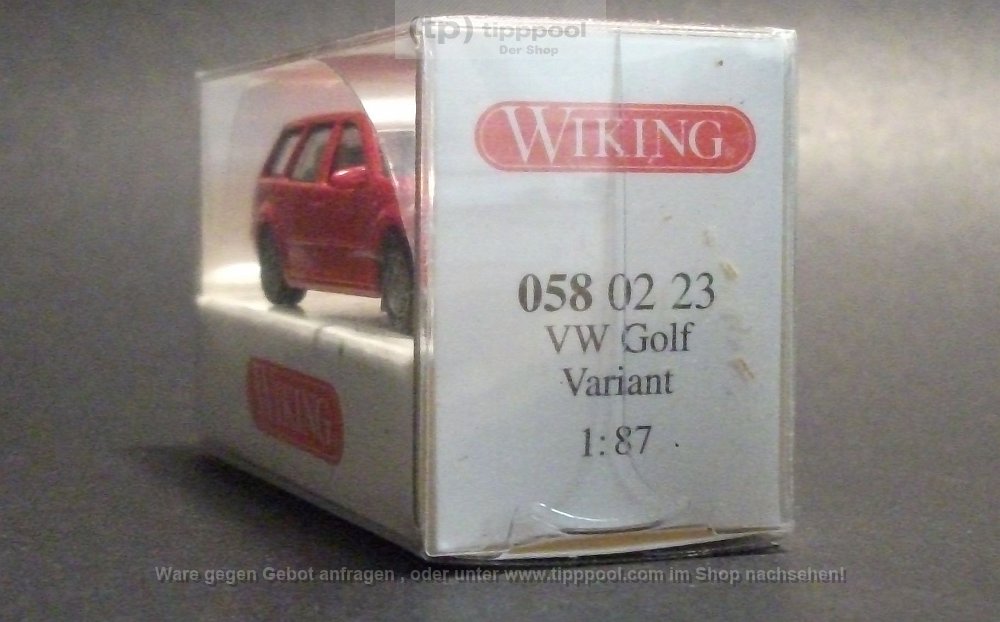 (tp) tipppool
Der Shop
WIKING
058 02 23
VW Golf
Variant
1:87
WIKING
Ware gegen Gebot anfragen , oder unter www.tipppool.com im Shop nachsehen!